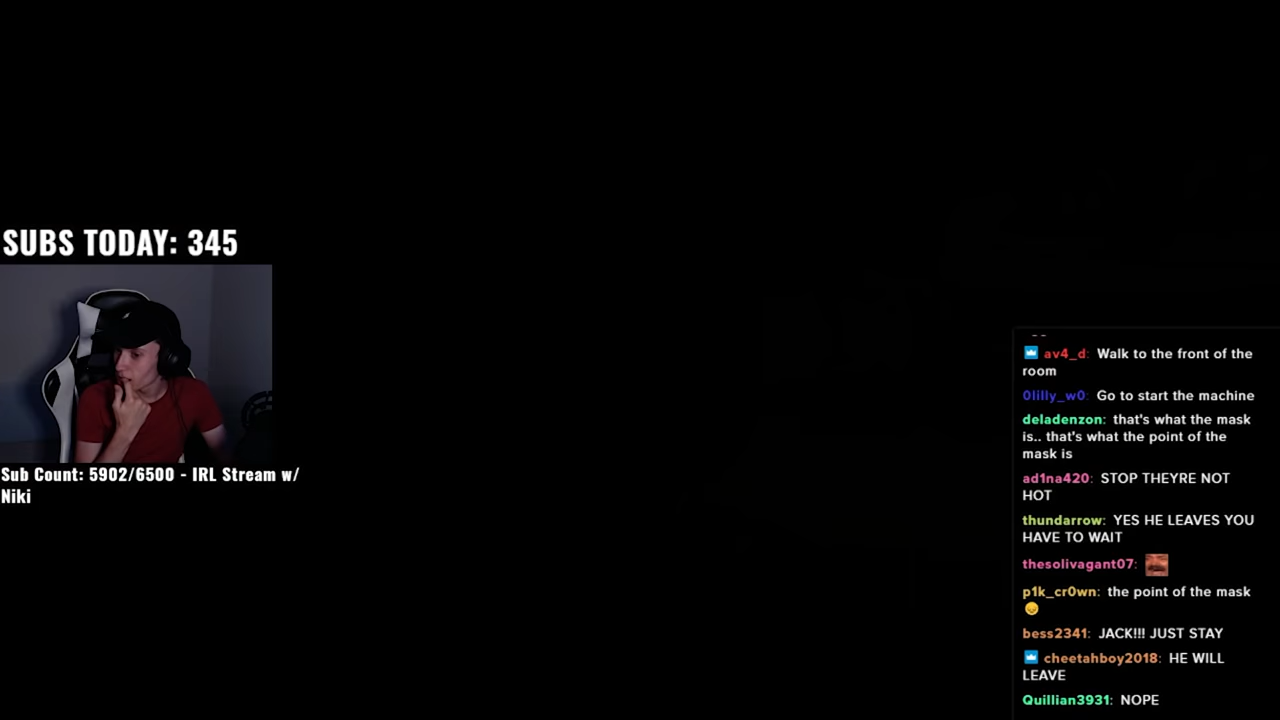 SUBS TODAY: 345
Sub Count: 5902/6500 - IRL Stream w/
Niki
av4_d: Walk to the front of the
room
0lilly_w0: Go to start the machine
deladenzon: that's what the mask
is.. that's what the point of the
mask is
ad1na420: STOP THEYRE NOT
HOT
thundarrow: YES HE LEAVES YOU
HAVE TO WAIT
thesolivagant07:
p1k_cr0wn: the point of the mask
bess2341: JACK!!! JUST STAY
cheetahboy2018: HE WILL
LEAVE
Quillian3931: NOPE